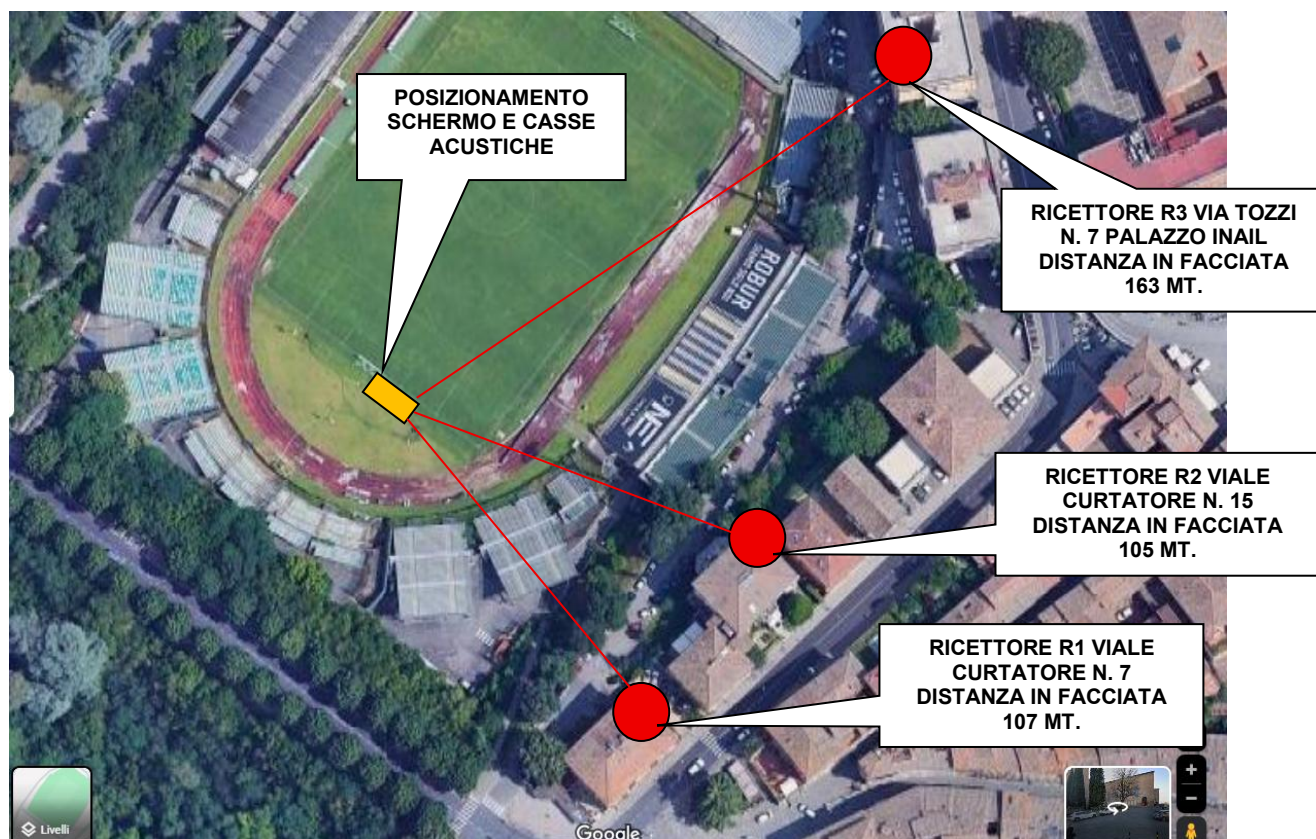 POSIZIONAMENTO
SCHERMO E CASSE
ACUSTICHE
RICETTORE R3 VIA TOZZI
N. 7 PALAZZO INAIL
DISTANZA IN FACCIATA
163 MT.
ROBUR
RICETTORE R2 VIALE
CURTATORE N. 15
DISTANZA IN FACCIATA
105 MT.
RICETTORE R1 VIALE
CURTATORE N. 7
DISTANZA IN FACCIATA
107 MT.
Livelli
Google